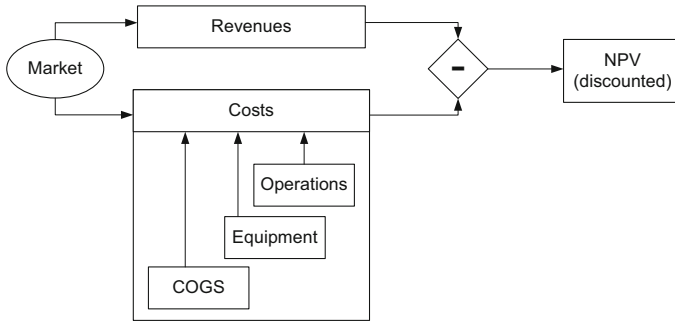 Revenues
Market
-
NPV
(discounted)
Costs
Operations
Equipment
COGS